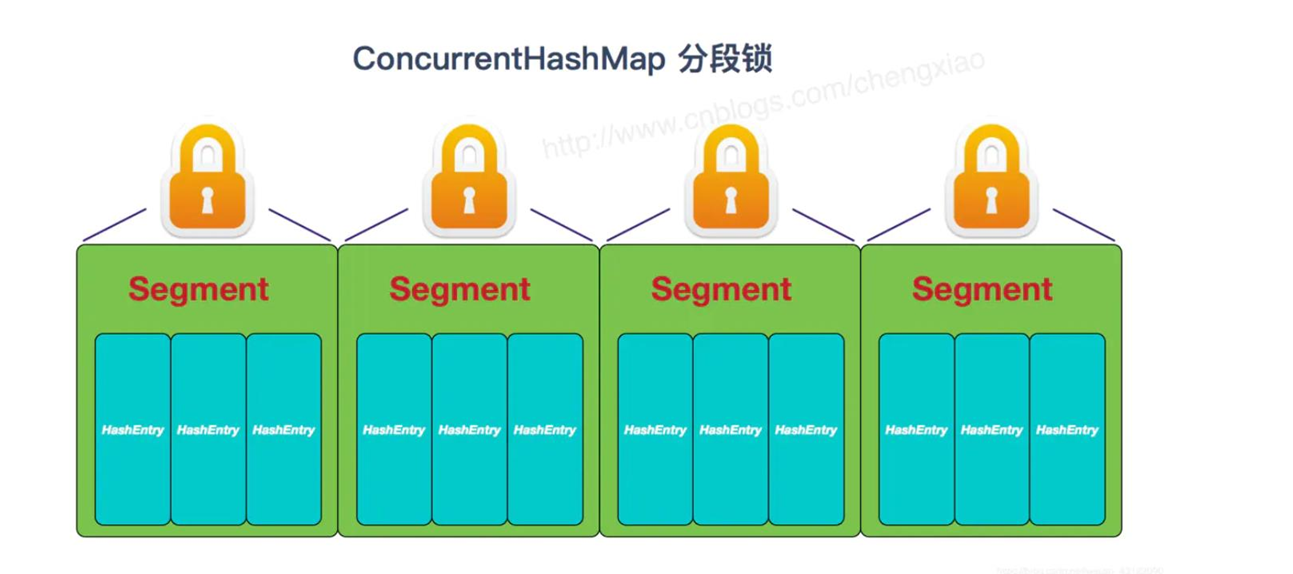 ConcurrentHashMap 分段锁
http://www.cnblogs.com/chengxiao
Segment Segment Segment Segment
HashEntry HashEntry HashEntry HashEntry HashEntry HashEntry HashEntry HashEntry HashEntry HashEntry HashEntry HashEntry